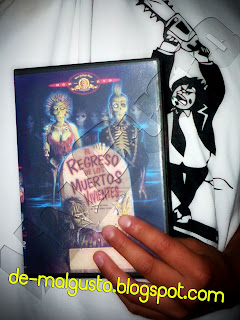 EL
REGRESO
DE LOS
MUERTOS
VIVIENTES
de-malgusto.blogspot.com